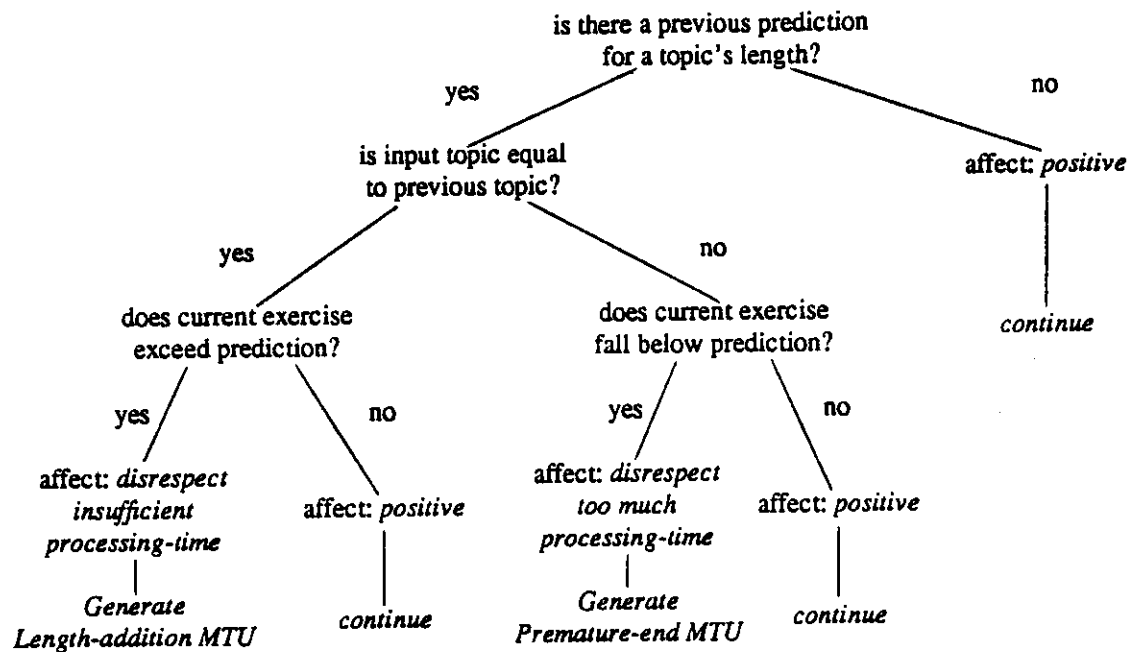 is there a previous prediction
for a topic's length?
yes
no
is input topic equal
to previous topic?
affect: positive
yes
no
does current exercise
exceed prediction?
does current exercise
fall below prediction?
continue
yes
no
yes
no
affect: disrespect
insufficient
processing-time
affect: positive
affect: disrespect
too much
processing-time
affect: positive
Generate
Length-addition MTU
continue
Generate
Premature-end MTU
continue